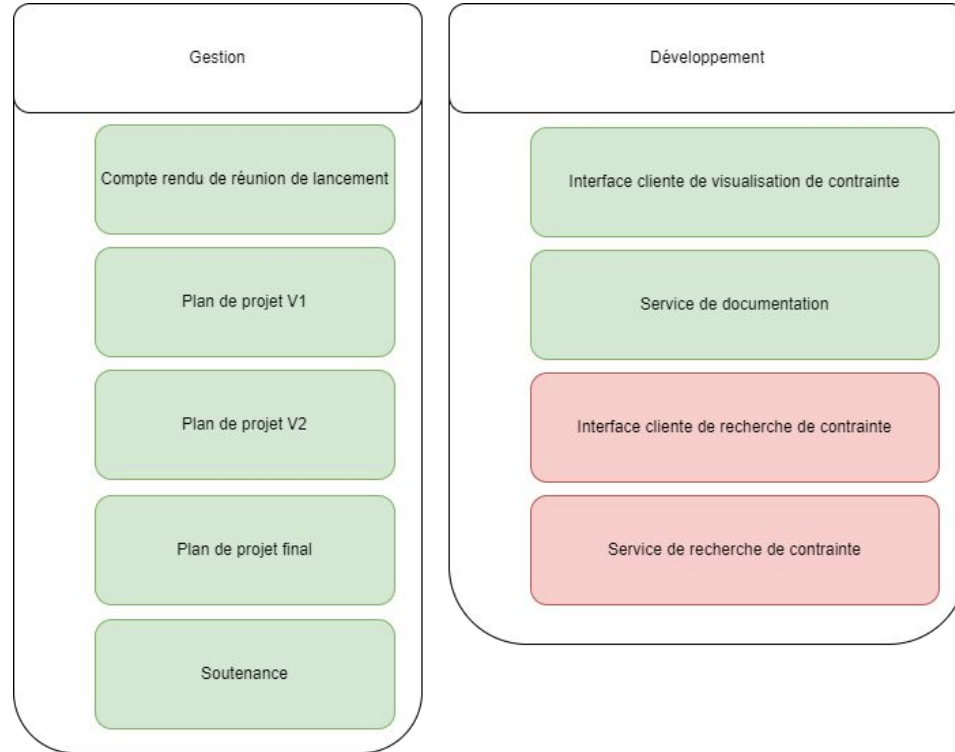 Gestion
Compte rendu de réunion de lancement
Plan de projet V1
Plan de projet V2
Plan de projet final
Soutenance
Développement
Interface cliente de visualisation de contrainte
Service de documentation
Interface cliente de recherche de contrainte
Service de recherche de contrainte